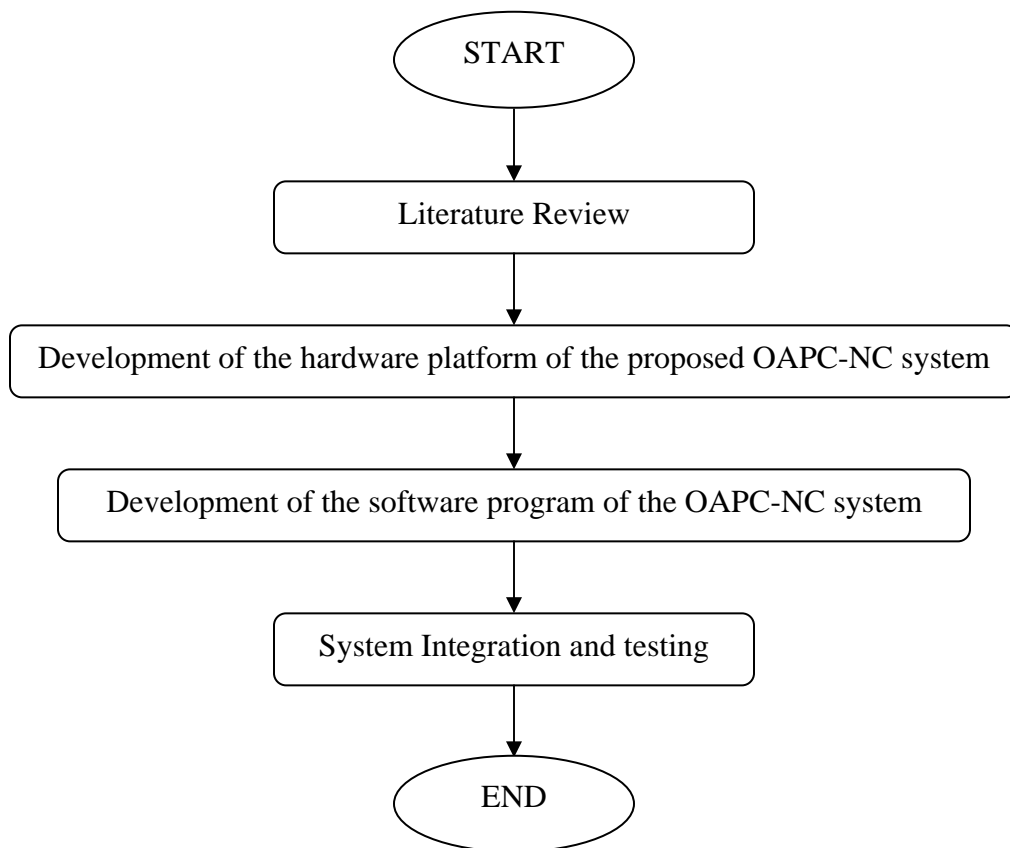 START
Literature Review
Development of the hardware platform of the proposed OAPC-NC system
Development of the software program of the OAPC-NC system
System Integration and testing
END